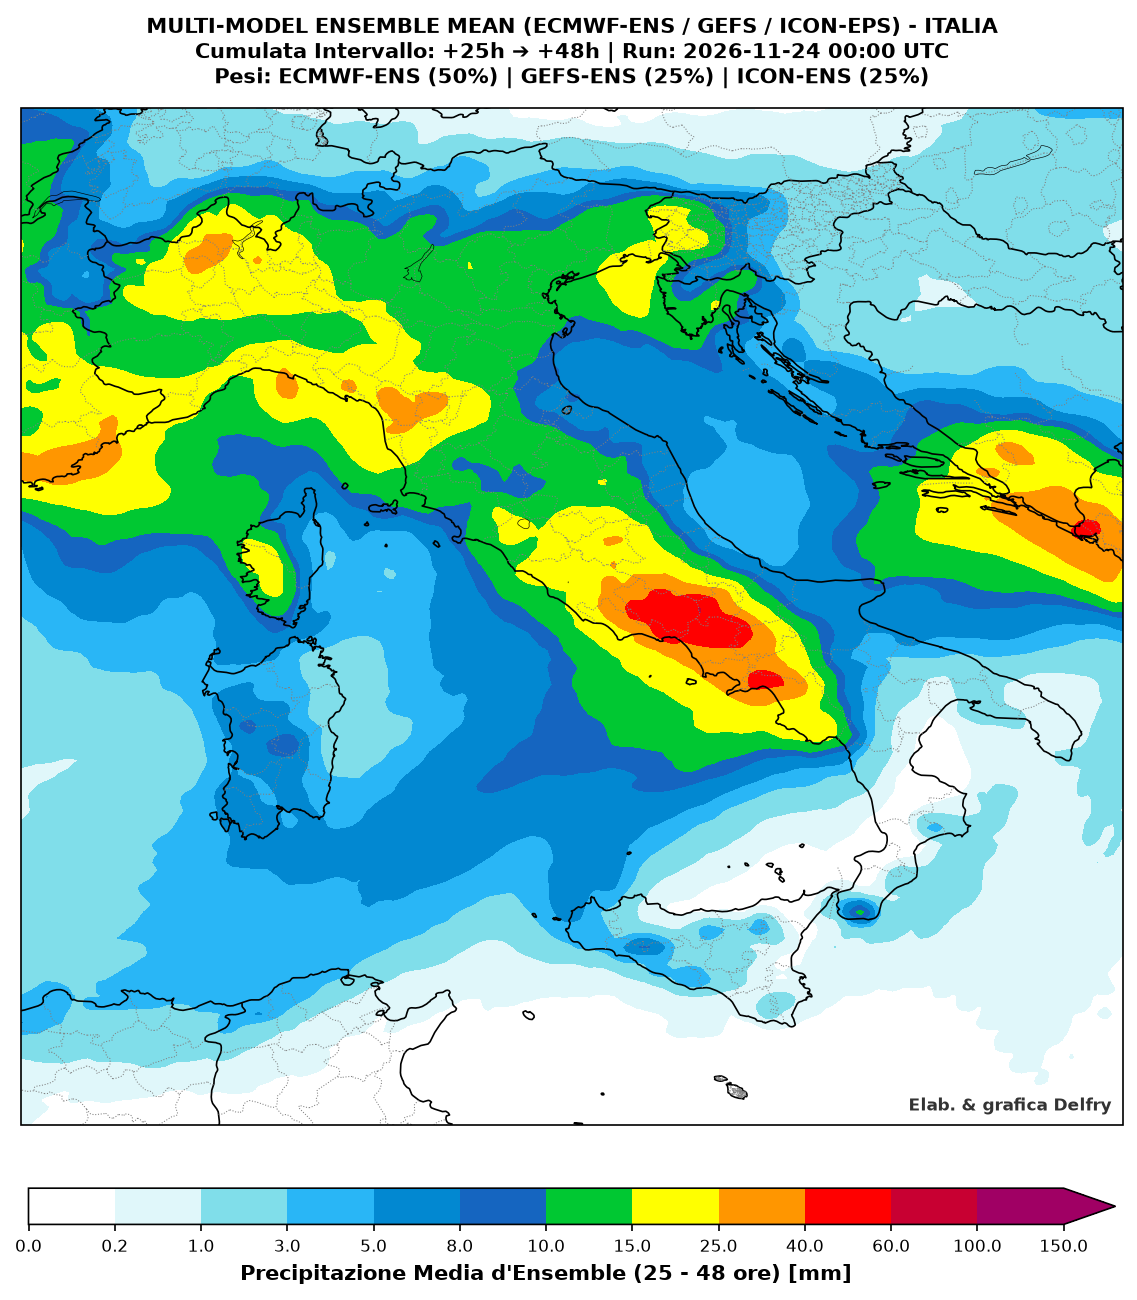 MULTI-MODEL ENSEMBLE MEAN (ECMWF-ENS / GEFS / ICON-EPS) - ITALIA
Cumulata Intervallo: +25h ➔ +48h | Run: 2026-11-24 00:00 UTC
Pesi: ECMWF-ENS (50%) | GEFS-ENS (25%) | ICON-ENS (25%)
Elab. & grafica Delfry
0.0 0.2 1.0 3.0 5.0 8.0 10.0 15.0 25.0 40.0 60.0 100.0 150.0
Precipitazione Media d'Ensemble (25 - 48 ore) [mm]